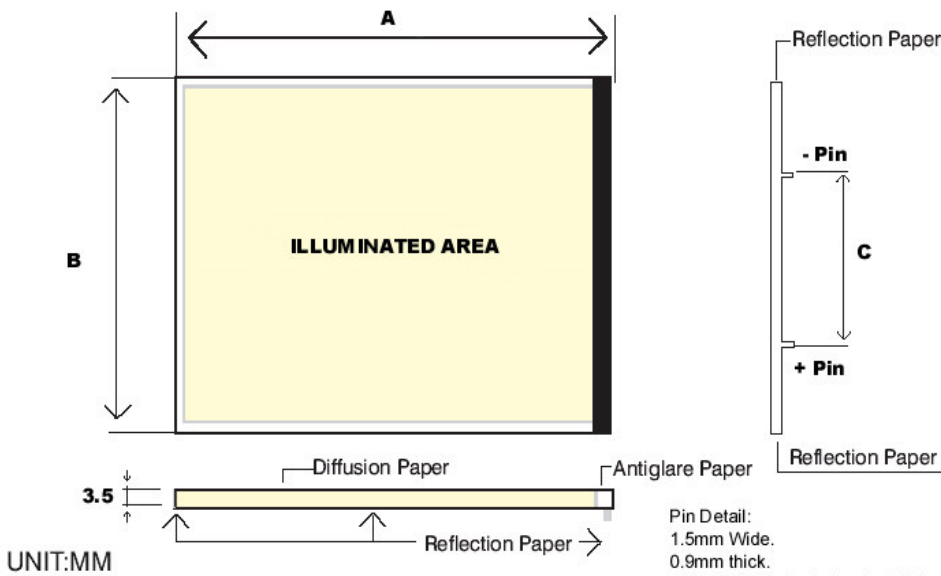 A
Reflection Paper
- Pin
B
ILLUMINATED AREA
C
+ Pin
Diffusion Paper
Antiglare Paper
Reflection Paper
3.5
Reflection Paper
Pin Detail:
1.5mm Wide.
0.9mm thick.
UNIT:MM